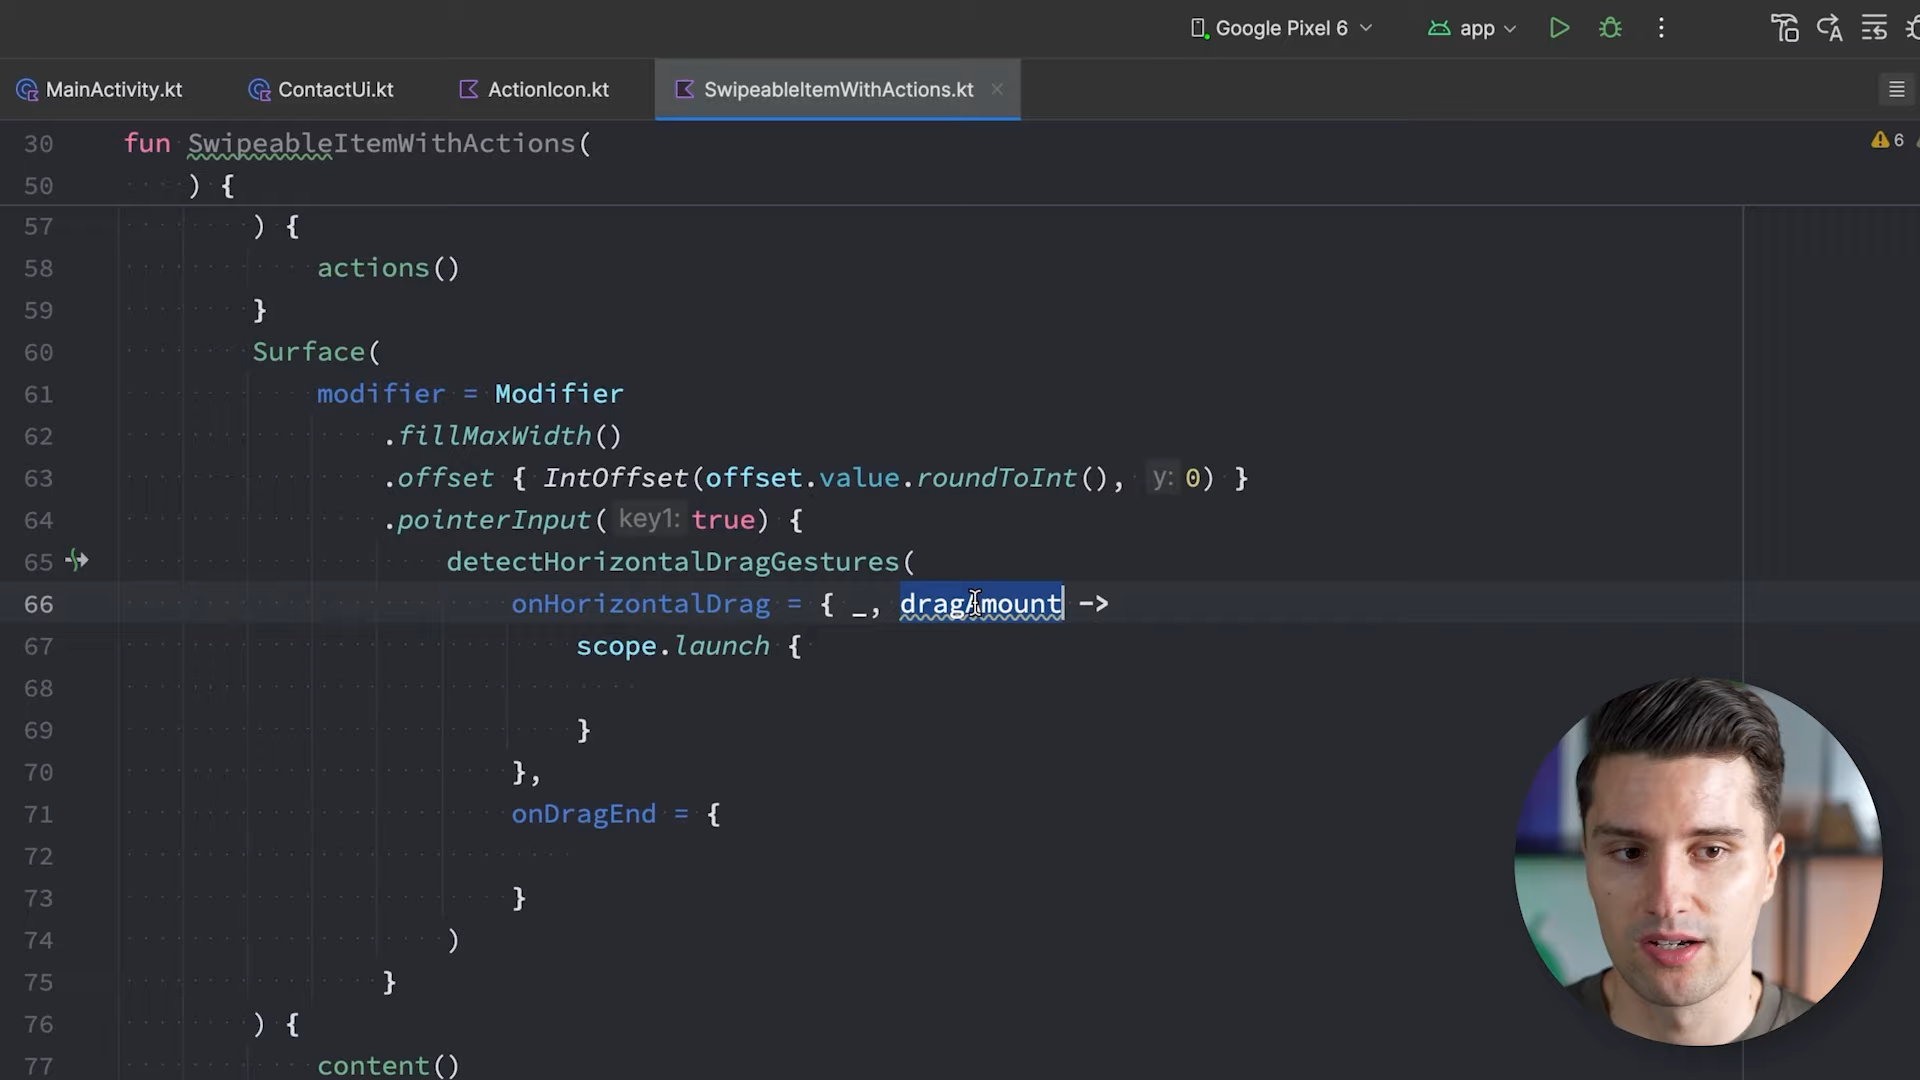 Google Pixel 6
app
MainActivity.kt
ContactUi.kt
ActionIcon.kt
SwipeableItemWithActions.kt
30 fun SwipeableItemWithActions(
6
50 ) {
57 ) {
58 actions()
59 }
60 Surface(
61 modifier = Modifier
62 .fillMaxWidth()
63 .offset { IntOffset(offset.value.roundToInt(), y: 0) }
64 .pointerInput( key1: true) {
65 detectHorizontalDragGestures(
66 onHorizontalDrag = { _, dragAmount ->
67 scope.launch {
68
69 }
70 },
71 onDragEnd = {
72
73 }
74 )
75 }
76 ) {
77 content()